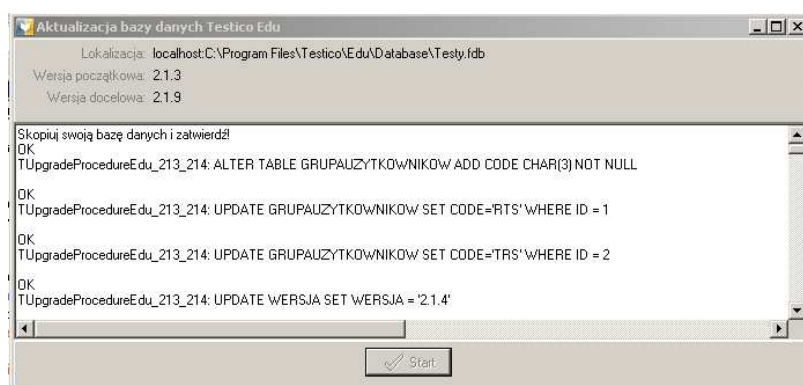 Aktualizacja bazy danych Testico Edu
Lokalizacja: localhost:C:\Program Files\Testico\Edu\Database\Testy.fdb
Wersja początkowa: 2.1.3
Wersja docelowa: 2.1.9
Skopiuj swoją bazę danych i zatwierdź!
OK
TUpgradeProcedureEdu_213_214: ALTER TABLE GRUPAUZYTKOWNIKOW ADD CODE CHAR(3) NOT NULL
OK
TUpgradeProcedureEdu_213_214: UPDATE GRUPAUZYTKOWNIKOW SET CODE='RTS' WHERE ID = 1
OK
TUpgradeProcedureEdu_213_214: UPDATE GRUPAUZYTKOWNIKOW SET CODE='TRS' WHERE ID = 2
OK
TUpgradeProcedureEdu_213_214: UPDATE WERSJA SET WERSJA = '2.1.4'
Start